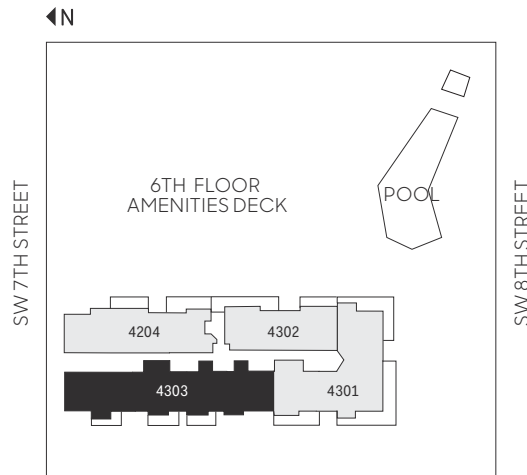 N
SW 7TH STREET
6TH FLOOR
AMENITIES DECK
POOL
SW 8TH STREET
4204
4302
4303
4301